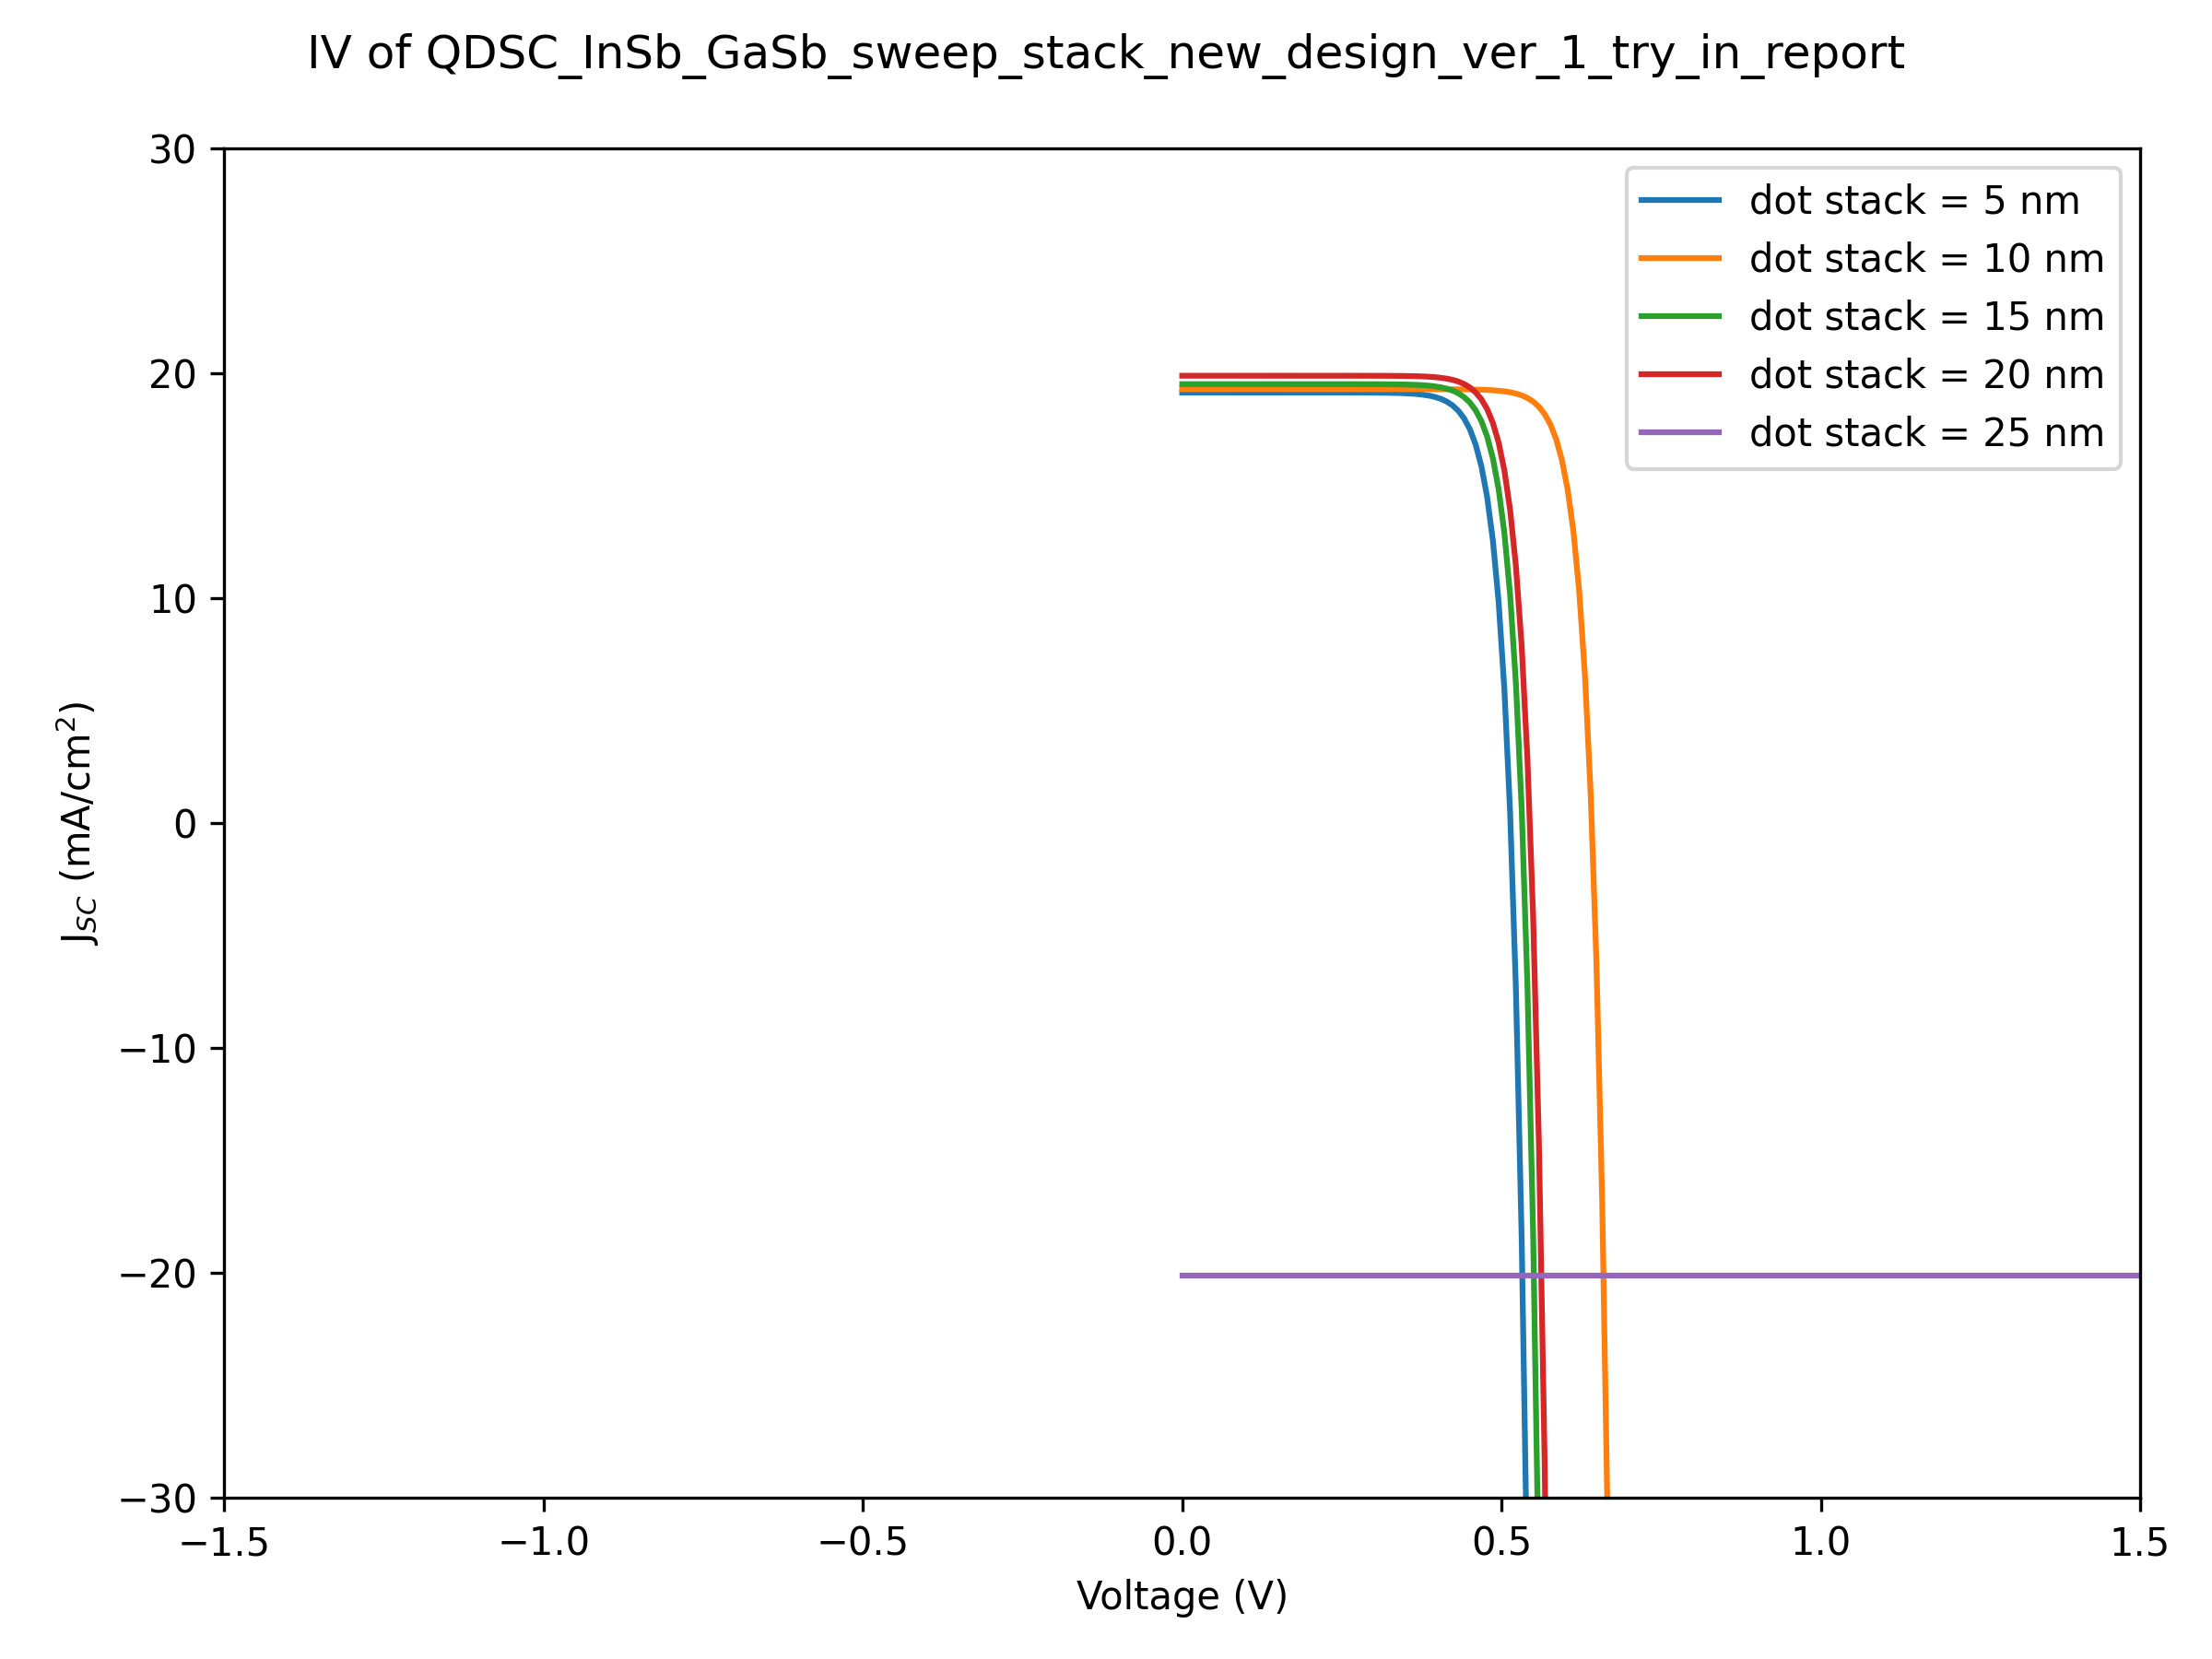 IV of QDSC_InSb_GaSb_sweep_stack_new_design_ver_1_try_in_report
30
20
10
0
−10
−20
−30
J$_{SC}$ (mA/cm$^2$)
dot stack = 5 nm
dot stack = 10 nm
dot stack = 15 nm
dot stack = 20 nm
dot stack = 25 nm
−1.5 −1.0 −0.5 0.0 0.5 1.0 1.5
Voltage (V)